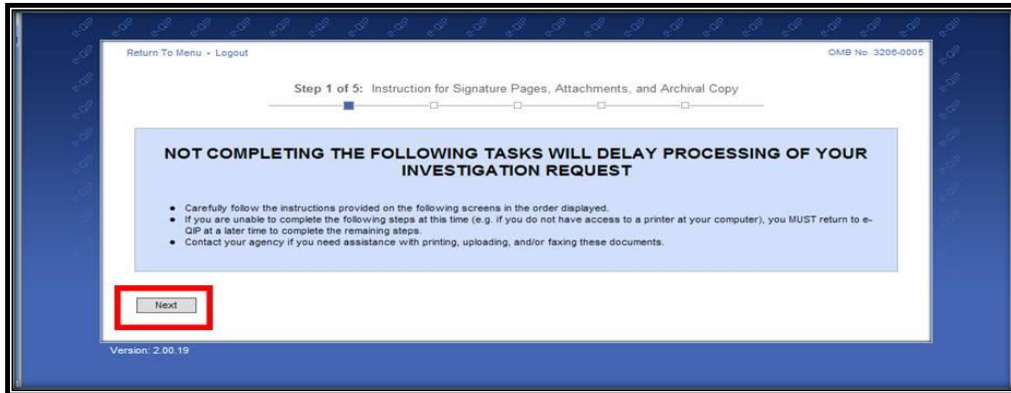 Return To Menu - Logout
OMB No. 3206-0005
Step 1 of 5: Instruction for Signature Pages, Attachments, and Archival Copy
NOT COMPLETING THE FOLLOWING TASKS WILL DELAY PROCESSING OF YOUR
INVESTIGATION REQUEST
• Carefully follow the instructions provided on the following screens in the order displayed.
• If you are unable to complete the following steps at this time (e.g. if you do not have access to a printer at your computer), you MUST return to e-
QIP at a later time to complete the remaining steps.
• Contact your agency if you need assistance with printing, uploading, and/or faxing these documents.
Next
Version: 2.00.19